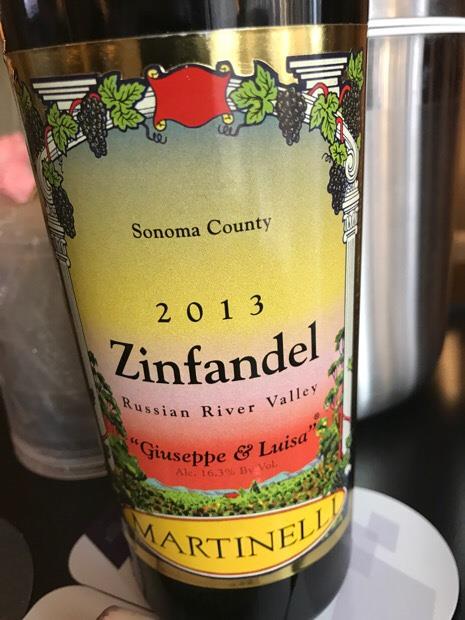 Sonoma County
2013
Zinfandel
Russian River Valley
"Giuseppe & Luisa"®
Alc. 16.3% By Vol.
MARTINELLI